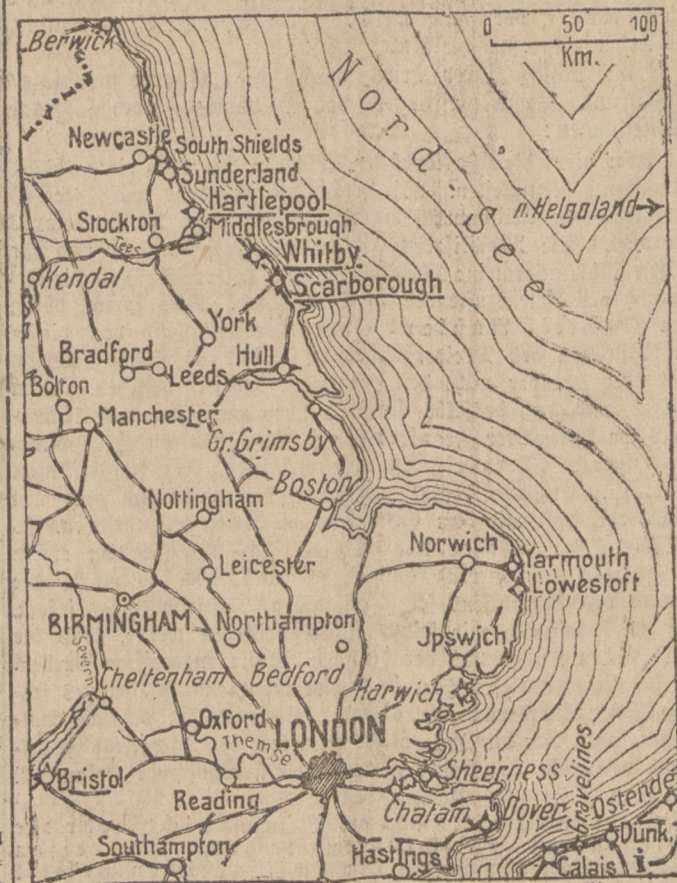 Berwick
0 50 100
Km.
Nord-See
Newcastle
South Shields
Sunderland
Hartlepool
n. Helgoland
Stockton
Middlesbrough
Tees
Whitby
Kendal
Scarborough
York
Bradford
Hull
Leeds
Bolton
Manchester
Gr. Grimsby
Boston
Nottingham
Norwich
Yarmouth
Leicester
Lowestoft
BIRMINGHAM
Northampton
Jpswich
Severn
Cheltenham
Bedford
Harwich
Oxford
LONDON
Themse
Gravelines
Sheerness
Bristol
Ostende
Reading
Chatam
Dover
Dunk.
Southampton
Hastings
Calais
i